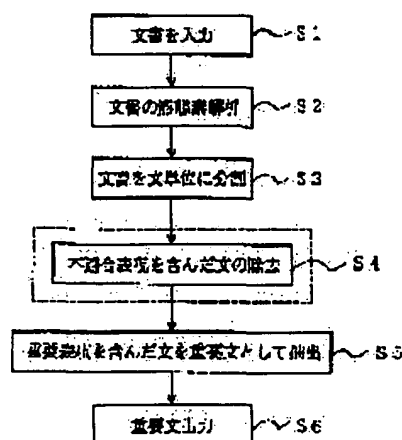 文書を入力 S1
文書の形態素解析 S2
文書を文単位に分割 S3
不適合表現を含んだ文の除去 S4
重要表現を含んだ文を重要文として抽出 S5
重要文出力 S6